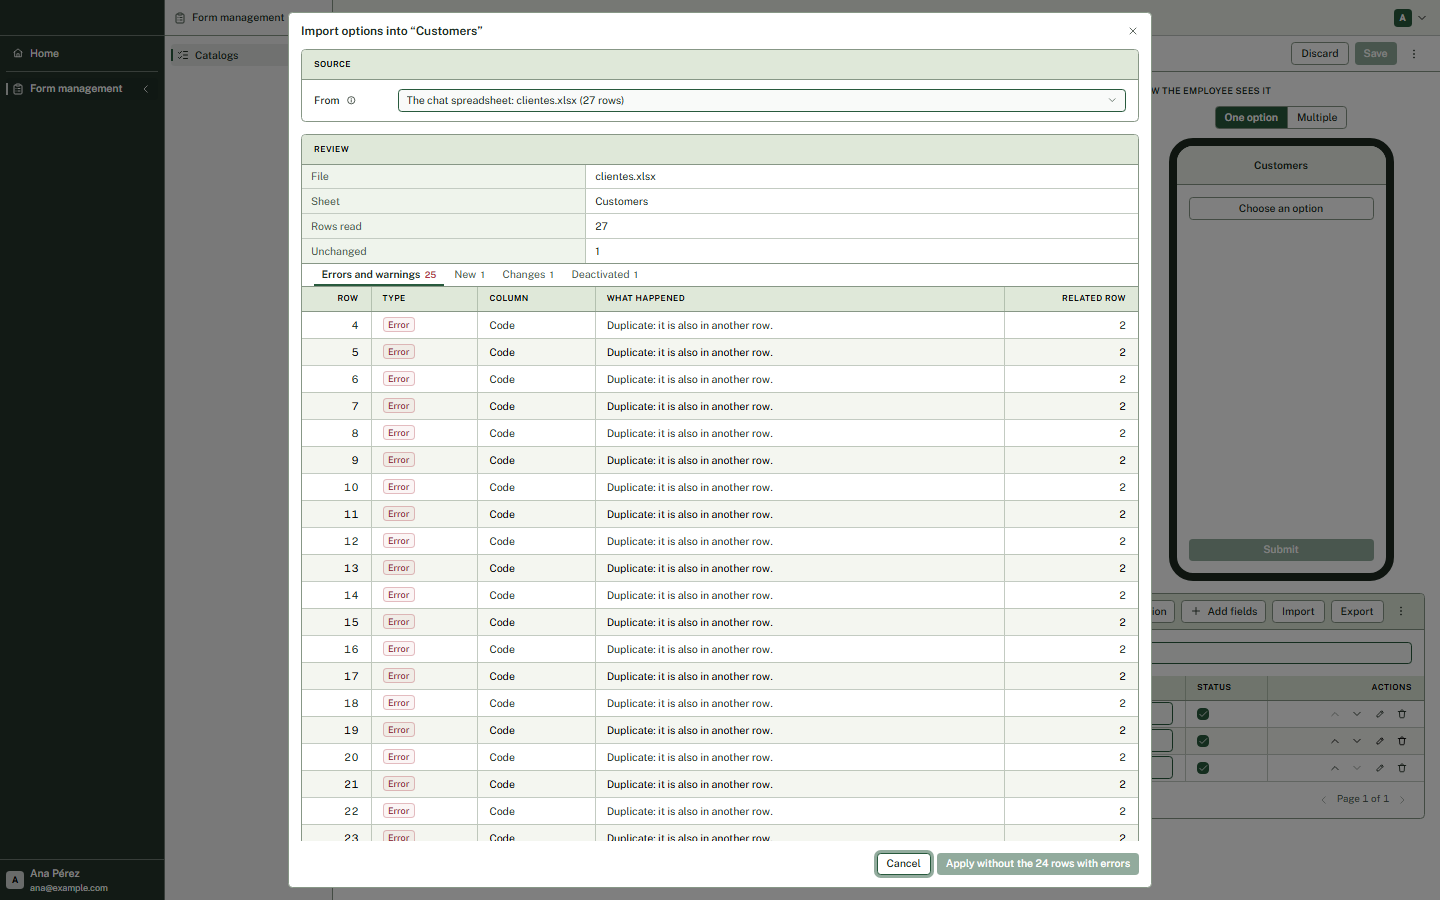 Form management
Home
Form management
Catalogs
Ana Pérez
ana@example.com
A
Import options into “Customers”
SOURCE
From
The chat spreadsheet: clientes.xlsx (27 rows)
REVIEW
File clientes.xlsx
Sheet Customers
Rows read 27
Unchanged 1
Errors and warnings 25 New 1 Changes 1 Deactivated 1
ROW TYPE COLUMN WHAT HAPPENED RELATED ROW
4 Error Code Duplicate: it is also in another row. 2
5 Error Code Duplicate: it is also in another row. 2
6 Error Code Duplicate: it is also in another row. 2
7 Error Code Duplicate: it is also in another row. 2
8 Error Code Duplicate: it is also in another row. 2
9 Error Code Duplicate: it is also in another row. 2
10 Error Code Duplicate: it is also in another row. 2
11 Error Code Duplicate: it is also in another row. 2
12 Error Code Duplicate: it is also in another row. 2
13 Error Code Duplicate: it is also in another row. 2
14 Error Code Duplicate: it is also in another row. 2
15 Error Code Duplicate: it is also in another row. 2
16 Error Code Duplicate: it is also in another row. 2
17 Error Code Duplicate: it is also in another row. 2
18 Error Code Duplicate: it is also in another row. 2
19 Error Code Duplicate: it is also in another row. 2
20 Error Code Duplicate: it is also in another row. 2
21 Error Code Duplicate: it is also in another row. 2
22 Error Code Duplicate: it is also in another row. 2
23 Error Code Duplicate: it is also in another row. 2
Cancel Apply without the 24 rows with errors
A
Discard Save
W THE EMPLOYEE SEES IT
One option Multiple
Customers
Choose an option
Submit
ion Add fields Import Export
STATUS ACTIONS
Page 1 of 1